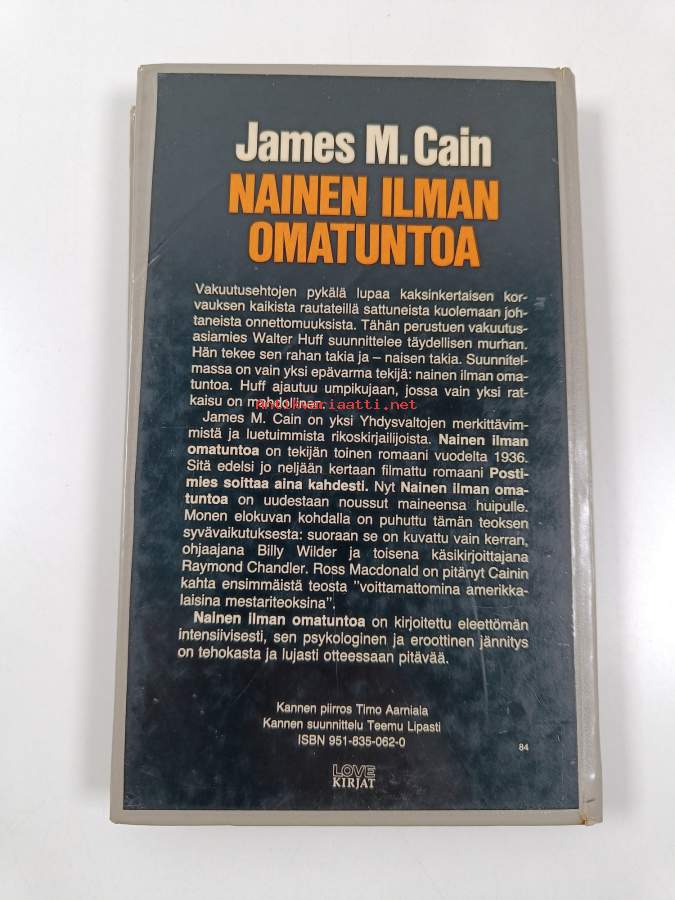 James M. Cain
NAINEN ILMAN
OMATUNTOA
Vakuutusehtojen pykälä lupaa kaksinkertaisen kor-
vauksen kaikista rautateillä sattuneista kuolemaan joh-
taneista onnettomuuksista. Tähän perustuen vakuutus-
asiamies Walter Huff suunnittelee täydellisen murhan.
Hän tekee sen rahan takia ja – naisen takia. Suunnitel-
massa on vain yksi epävarma tekijä: nainen ilman oma-
tuntoa. Huff ajautuu umpikujaan, jossa vain yksi rat-
kaisu on mahdollinen.
antikvariaatti.net
James M. Cain on yksi Yhdysvaltojen merkittävim-
mistä ja luetuimmista rikoskirjailijoista. Nainen ilman
omatuntoa on tekijän toinen romaani vuodelta 1936.
Sitä edelsi jo neljään kertaan filmattu romaani Posti-
mies soittaa aina kahdesti. Nyt Nainen ilman oma-
tuntoa on uudestaan noussut maineensa huipulle.
Monen elokuvan kohdalla on puhuttu tämän teoksen
syvävaikutuksesta: suoraan se on kuvattu vain kerran,
ohjaajana Billy Wilder ja toisena käsikirjoittajana
Raymond Chandler. Ross Macdonald on pitänyt Cainin
kahta ensimmäistä teosta "voittamattomina amerikka-
laisina mestariteoksina".
Nainen ilman omatuntoa on kirjoitettu eleettömän
intensiivisesti, sen psykologinen ja eroottinen jännitys
on tehokasta ja lujasti otteessaan pitävää.
Kannen piirros Timo Aarniala
Kannen suunnittelu Teemu Lipasti
ISBN 951-835-062-0
84
LOVE
KIRJAT